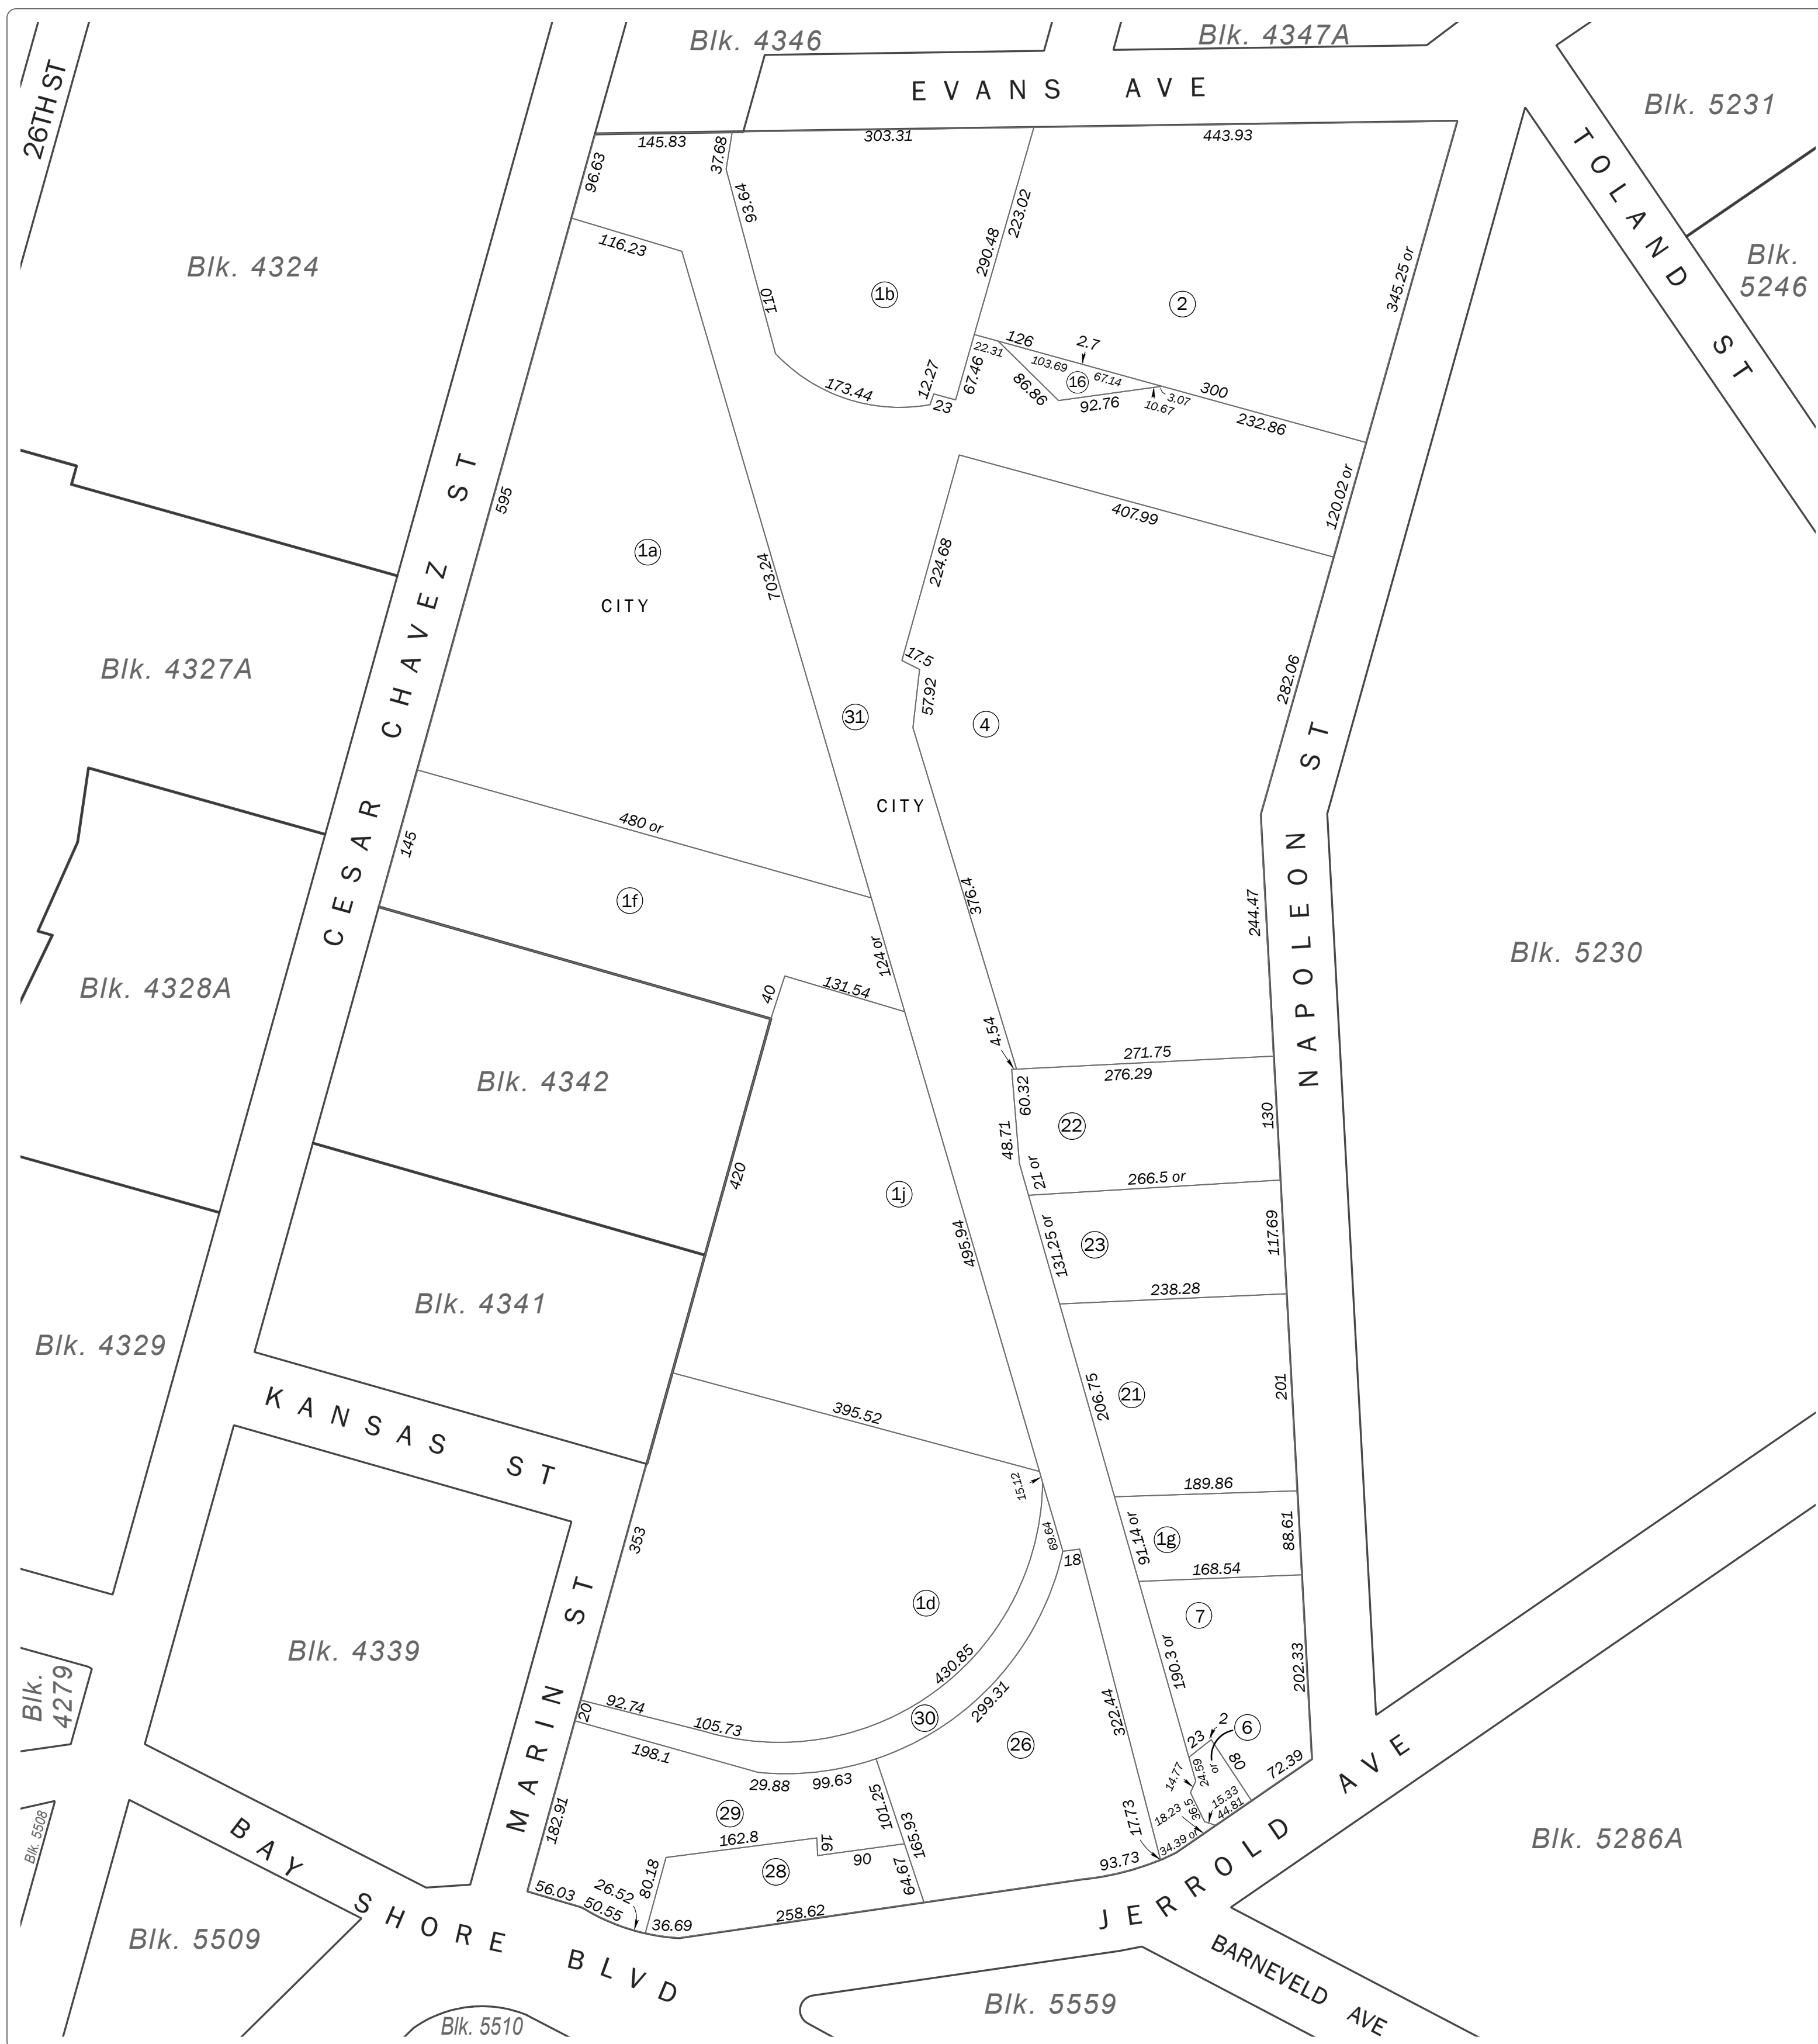 Blk. 4346
Blk. 4347A
26TH ST
EVANS AVE
Blk. 5231
TOLAND ST
Blk.
5246
145.83
303.31
443.93
37.68
96.63
93.64
116.23
223.02
290.48
345.25 or
Blk. 4324
1b
2
110
126
2.7
22.31
103.69
67.14
16
86.86
92.76
3.07
10.67
300
232.86
12.27
67.46
173.44
23
CESAR CHAVEZ ST
595
120.02 or
407.99
1a
CITY
703.24
224.68
17.5
57.92
282.06
Blk. 4327A
31
4
CITY
NAPOLEON ST
480 or
145
1f
376.4
244.47
124 or
Blk. 5230
Blk. 4328A
40
131.54
4.54
271.75
276.29
Blk. 4342
60.32
22
130
48.71
21 or
266.5 or
420
1j
495.94
131.25 or
23
117.69
238.28
Blk. 4341
Blk. 4329
KANSAS ST
395.52
206.75
21
201
15.12
189.86
69.64
18
91.14 or
1g
88.61
168.54
353
1d
7
MARIN ST
Blk. 4339
Blk.
4279
430.85
190.3 or
202.33
92.74
20
105.73
30
299.31
322.44
198.1
26
23
2
6
80
72.39
14.77
24.59
or
36.5
15.33
44.81
18.23
34.39 or
17.73
29.88
99.63
29
101.25
165.93
182.91
162.8
16
90
28
64.67
80.18
93.73
56.03
26.52
50.55
36.69
258.62
JERROLD AVE
Blk. 5286A
Blk. 5508
BAY SHORE BLVD
Blk. 5509
Blk. 5510
Blk. 5559
BARNEVELD AVE